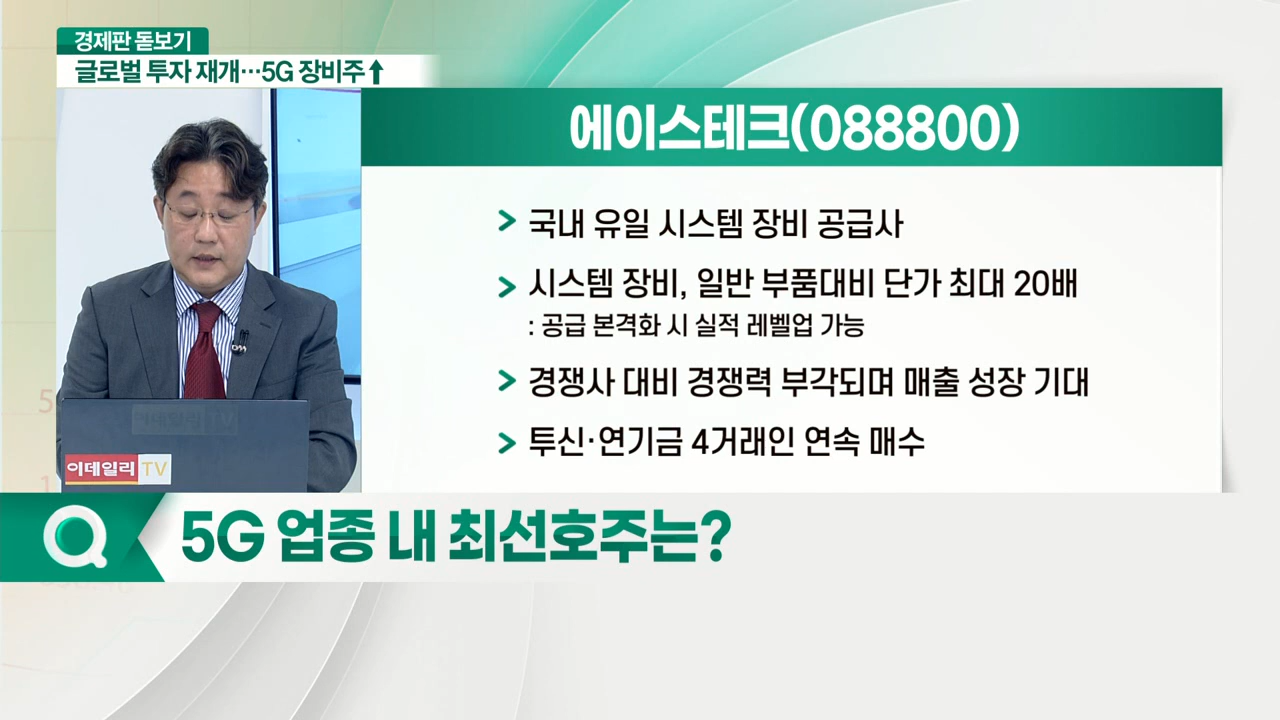 경제판 돋보기
글로벌 투자 재개…5G 장비주⬆
에이스테크(088800)
> 국내 유일 시스템 장비 공급사
> 시스템 장비, 일반 부품대비 단가 최대 20배
: 공급 본격화 시 실적 레벨업 가능
> 경쟁사 대비 경쟁력 부각되며 매출 성장 기대
> 투신·연기금 4거래인 연속 매수
이데일리 TV
이데일리TV
5G 업종 내 최선호주는?